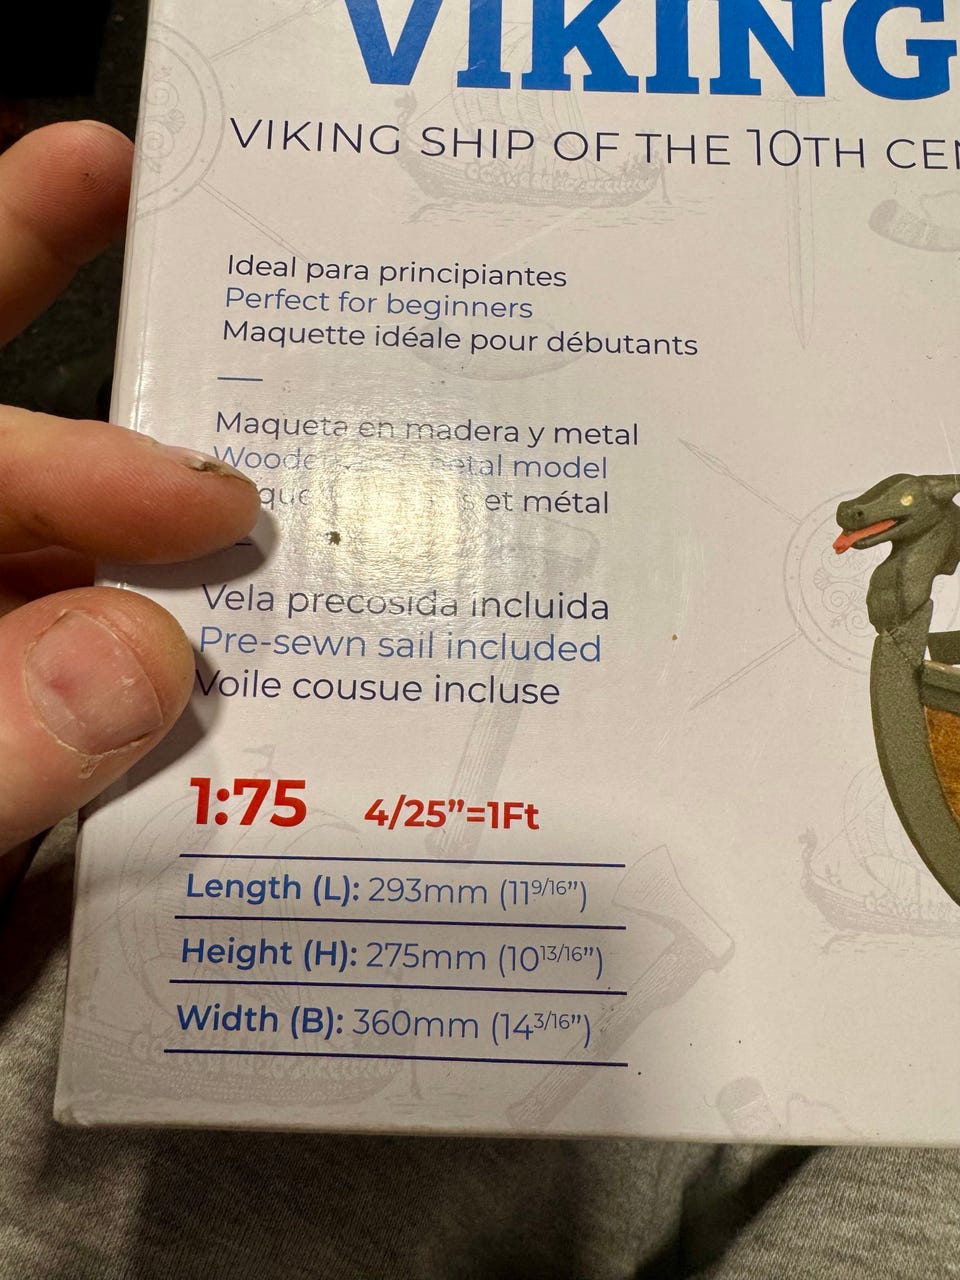 VIKING
VIKING SHIP OF THE 10TH CEN
Ideal para principiantes
Perfect for beginners
Maquette idéale pour débutants
Maqueta en madera y metal
metal model
et métal
Vela precosida incluida
Pre-sewn sail included
Voile cousue incluse
1:75 4/25”=1Ft
Length (L): 293mm (11 9/16”)
Height (H): 275mm (10 13/16”)
Width (B): 360mm (14 3/16”)